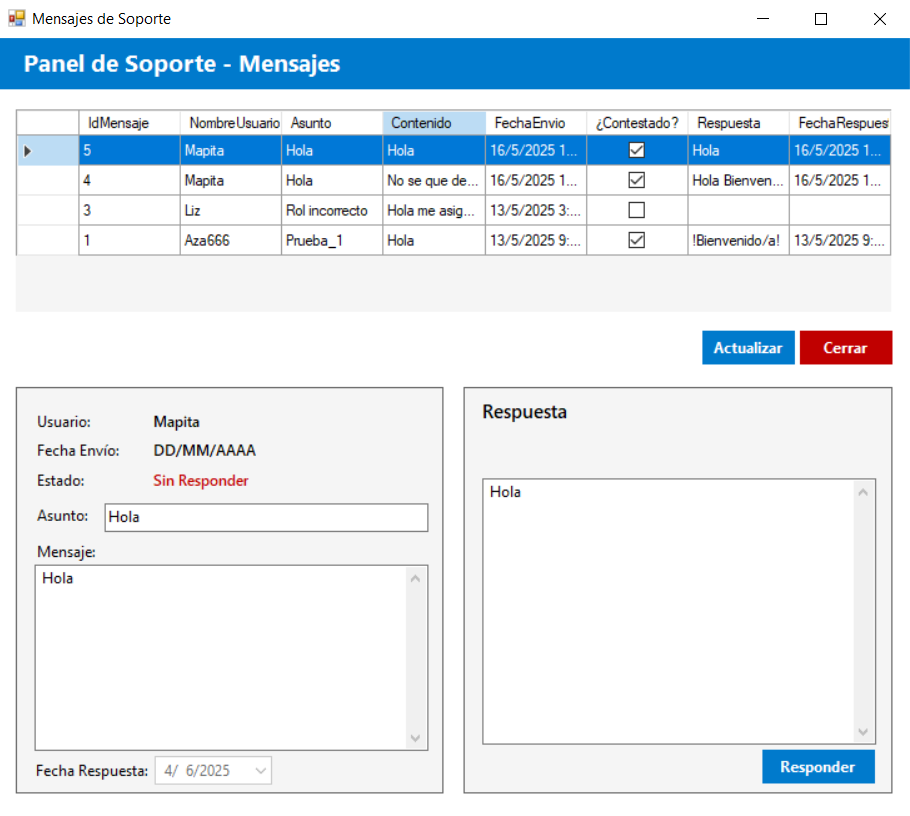 Mensajes de Soporte
Panel de Soporte - Mensajes
IdMensaje NombreUsuario Asunto Contenido FechaEnvio ¿Contestado? Respuesta FechaRespuest
5 Mapita Hola Hola 16/5/2025 1... Hola 16/5/2025 1...
4 Mapita Hola No se que de... 16/5/2025 1... Hola Bienven... 16/5/2025 1...
3 Liz Rol incorrecto Hola me asig... 13/5/2025 3:...
1 Aza666 Prueba_1 Hola 13/5/2025 9:... !Bienvenido/a! 13/5/2025 9:...
Actualizar Cerrar
Usuario: Mapita
Fecha Envío: DD/MM/AAAA
Estado: Sin Responder
Asunto: Hola
Mensaje:
Hola
Fecha Respuesta: 4/ 6/2025
Respuesta
Hola
Responder